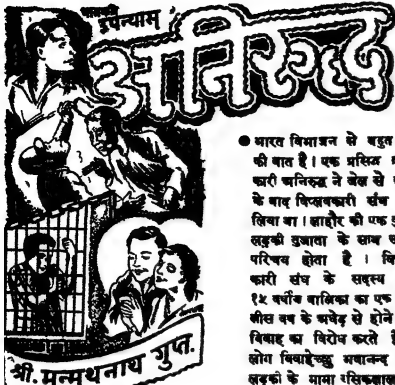 उपन्यास
अनिरुद्ध
श्री. मन्मथनाथ गुप्त.
● भारत विभाजन से बहुत
की बात है। एक प्रसिद्ध
कारी अनिरुद्ध ने जेल से
के बाद विप्लवकारी संघ
लिया था। लाहौर की एक
लड़की सुजाता के साथ
परिचय होता है ।
कारी संघ के सदस्य
१५ वर्षीय बालिका का एक
वर्ष के अधेड़ से होने
विवाह का विरोध करते
लोग विवाहेच्छु भवानन्द
लड़की के मामा